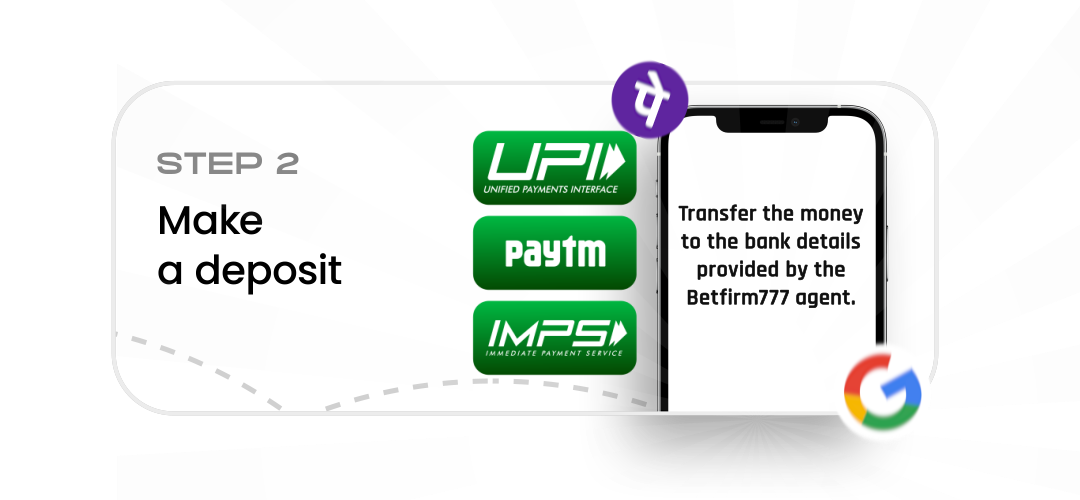 STEP 2
Make
a deposit
UPI
UNIFIED PAYMENTS INTERFACE
paytm
IMPS
IMMEDIATE PAYMENT SERVICE
पे
Transfer the money
to the bank details
provided by the
Betfirm777 agent.
G